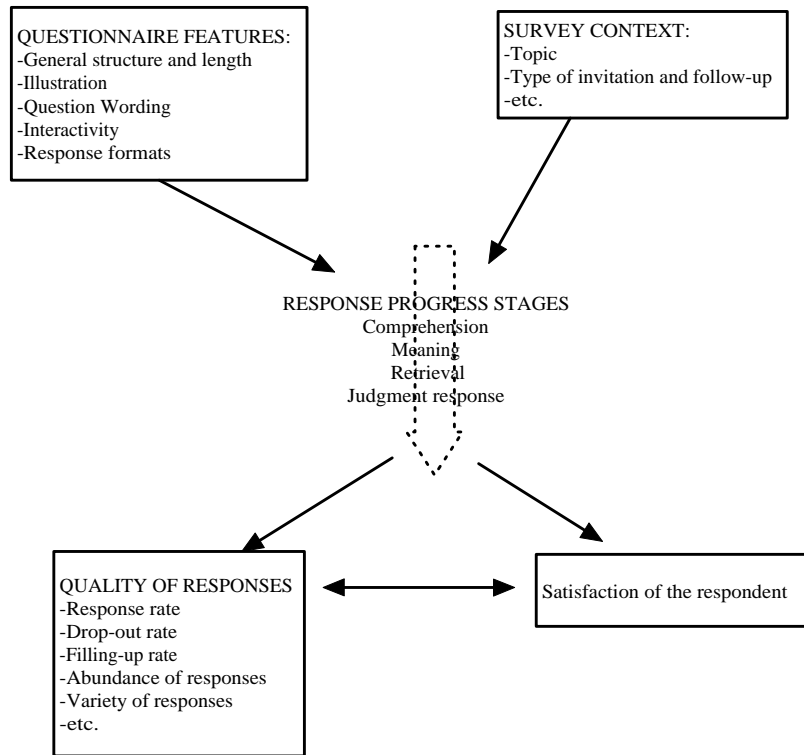 QUESTIONNAIRE FEATURES:
-General structure and length
-Illustration
-Question Wording
-Interactivity
-Response formats
SURVEY CONTEXT:
-Topic
-Type of invitation and follow-up
-etc.
RESPONSE PROGRESS STAGES
Comprehension
Meaning
Retrieval
Judgment response
QUALITY OF RESPONSES
-Response rate
-Drop-out rate
-Filling-up rate
-Abundance of responses
-Variety of responses
-etc.
Satisfaction of the respondent